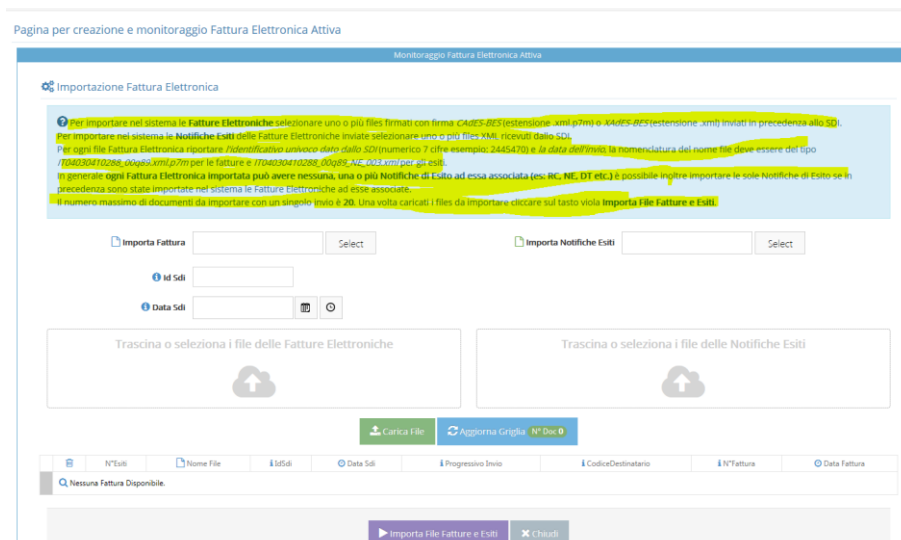 Pagina per creazione e monitoraggio Fattura Elettronica Attiva
Monitoraggio Fattura Elettronica Attiva
Importazione Fattura Elettronica
Per importare nel sistema le Fatture Elettroniche selezionare uno o più files firmati con firma CAdES-BES (estensione .xml.p7m) o XAdES-BES (estensione .xml) inviati in precedenza allo SDI.
Per importare nel sistema le Notifiche Esiti delle Fatture Elettroniche inviate selezionare uno o più files XML ricevuti dallo SDI.
Per ogni file Fattura Elettronica riportare l'Identificativo univoco dato dallo SDI (numerico 7 cifre esempio: 2445470) e la data dell'invio, la nomenclatura del nome file deve essere del tipo
IT04030410288_00q89.xml.p7m per le fatture e IT04030410288_00q89_NE_003.xml per gli esiti.
In generale ogni Fattura Elettronica importata può avere nessuna, una o più Notifiche di Esito ad essa associata (es: RC, NE, DT etc.) è possibile inoltre importare le sole Notifiche di Esito se in
precedenza sono state importate nel sistema le Fatture Elettroniche ad esse associate.
Il numero massimo di documenti da importare con un singolo invio è 20. Una volta caricati i files da importare cliccare sul tasto viola Importa File Fatture e Esiti.
Importa Fattura Select Importa Notifiche Esiti Select
Id Sdi
Data Sdi
Trascina o seleziona i file delle Fatture Elettroniche Trascina o seleziona i file delle Notifiche Esiti
Carica File Aggiorna Griglia N° Doc 0
N°Esiti Nome File IdSdi Data Sdi Progressivo Invio CodiceDestinatario N°Fattura Data Fattura
Nessuna Fattura Disponibile.
Importa File Fatture e Esiti Chiudi